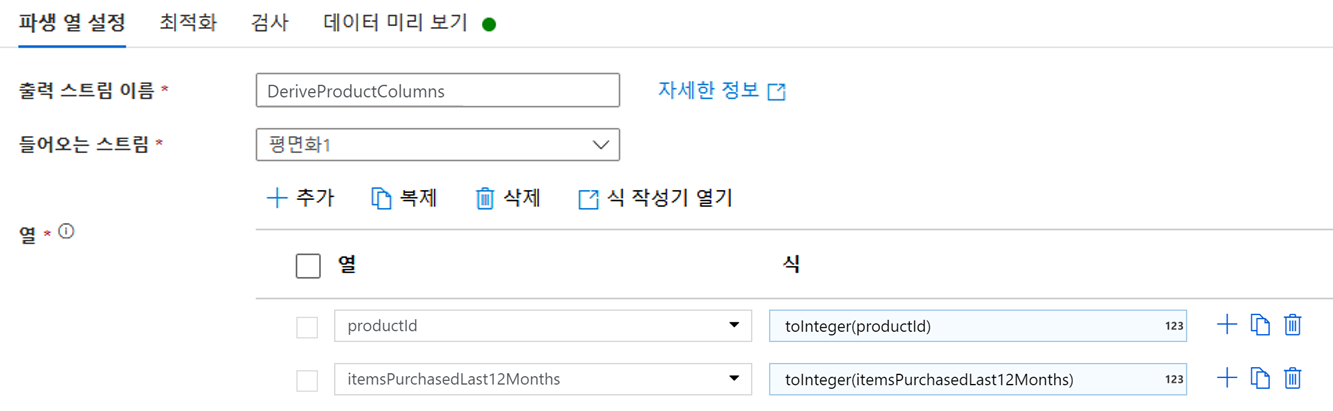 파생 열 설정 최적화 검사 데이터 미리 보기
출력 스트림 이름 * DeriveProductColumns 자세한 정보
들어오는 스트림 * 평면화1
추가 복제 삭제 식 작성기 열기
열 *
열 식
productId toInteger(productId) 123
itemsPurchasedLast12Months toInteger(itemsPurchasedLast12Months) 123